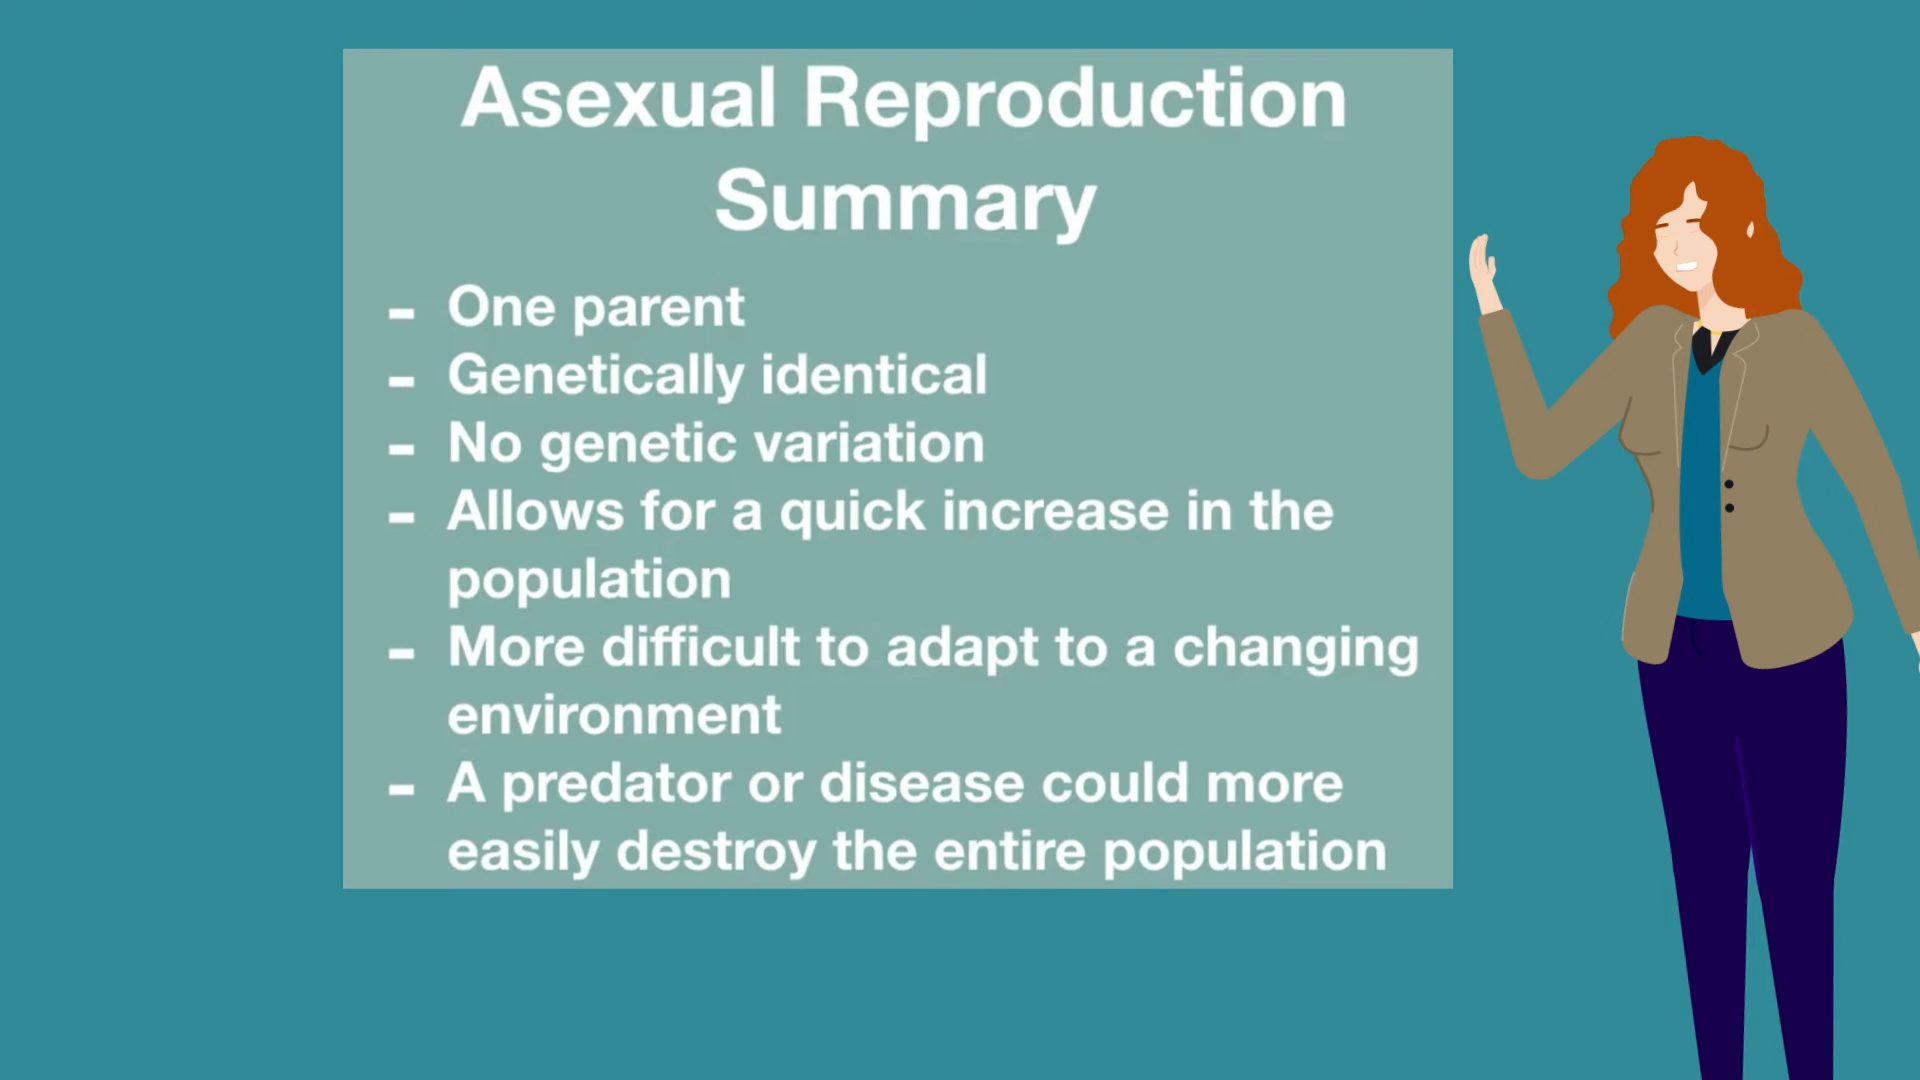 Asexual Reproduction
Summary
- One parent
- Genetically identical
- No genetic variation
- Allows for a quick increase in the
population
- More difficult to adapt to a changing
environment
- A predator or disease could more
easily destroy the entire population